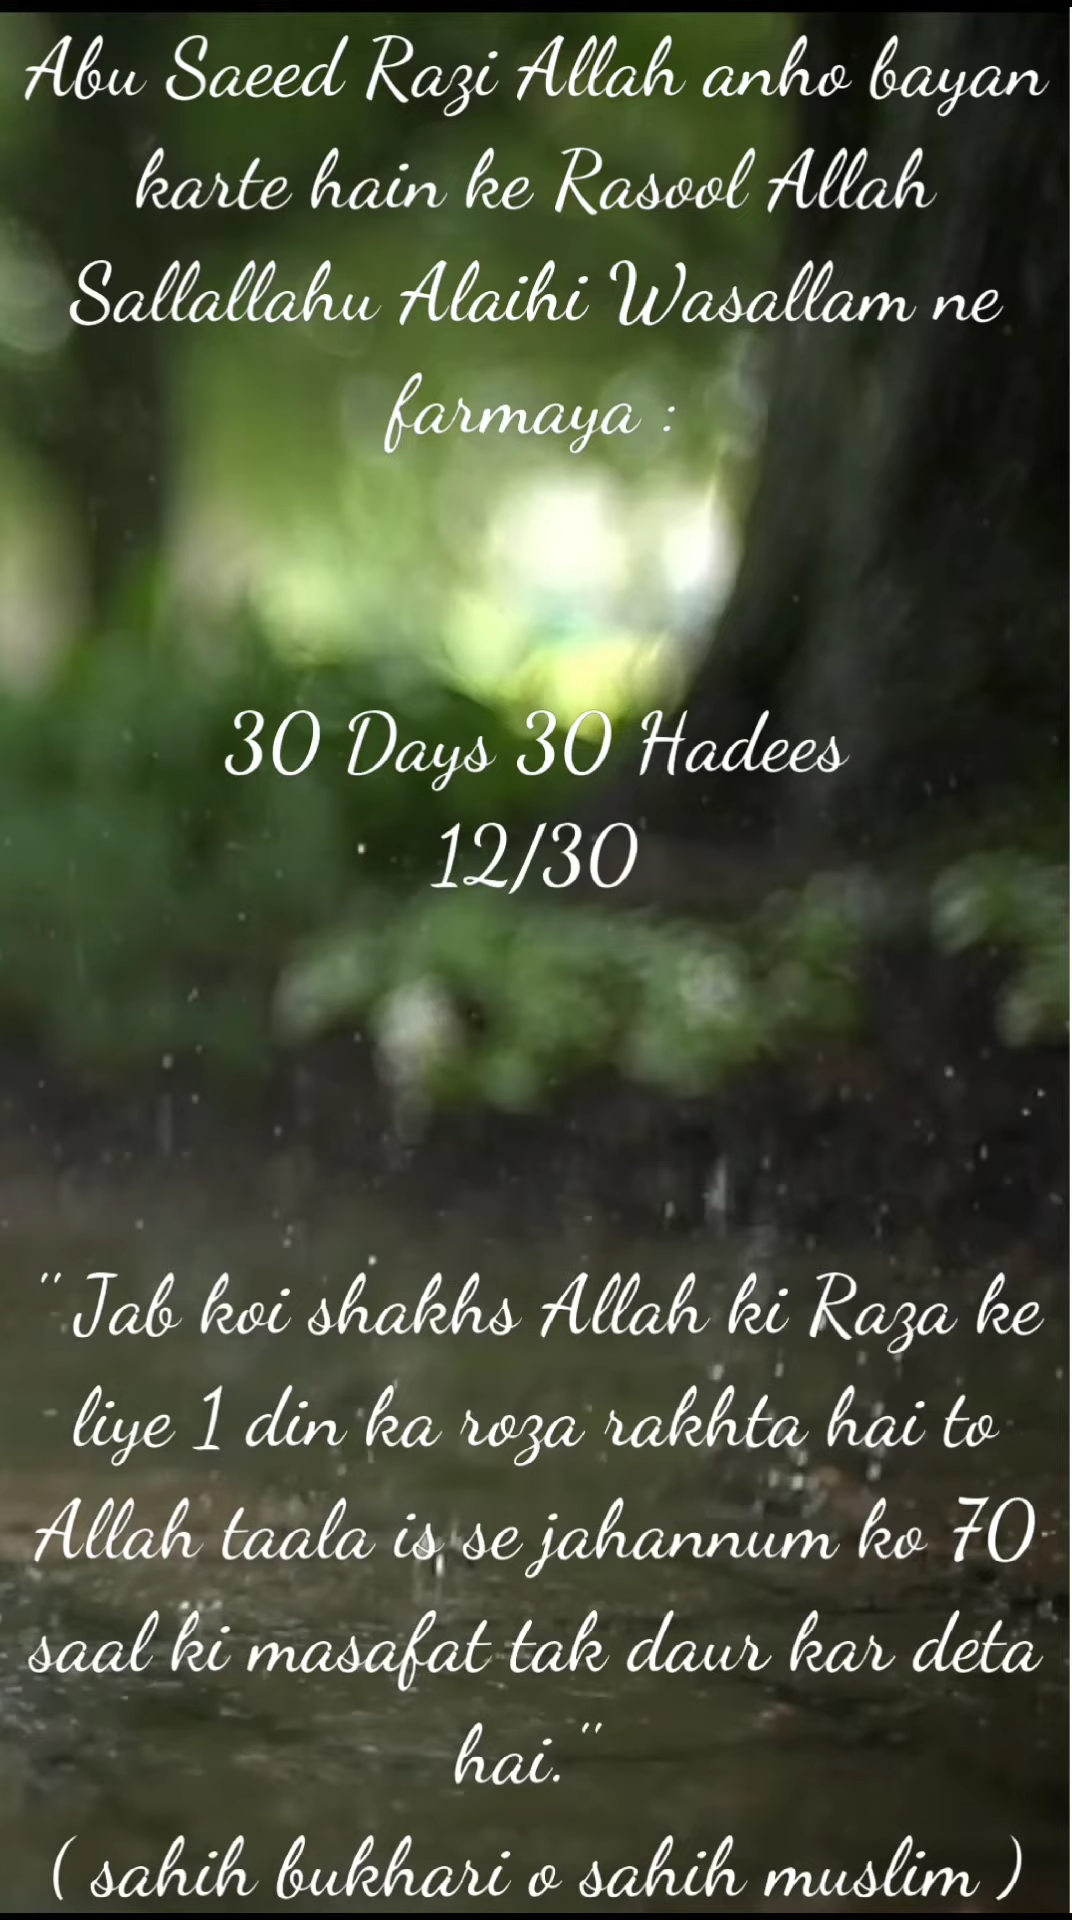 Abu Saeed Razi Allah anho bayan
karte hain ke Rasool Allah
Sallallahu Alaihi Wasallam ne
farmaya :
30 Days 30 Hadees
12/30
" Jab koi shakhs Allah ki Raza ke
liye 1 din ka roza rakhta hai to
Allah taala is se jahannum ko 70
saal ki masafat tak daur kar deta
hai."
( sahih bukhari o sahih muslim )